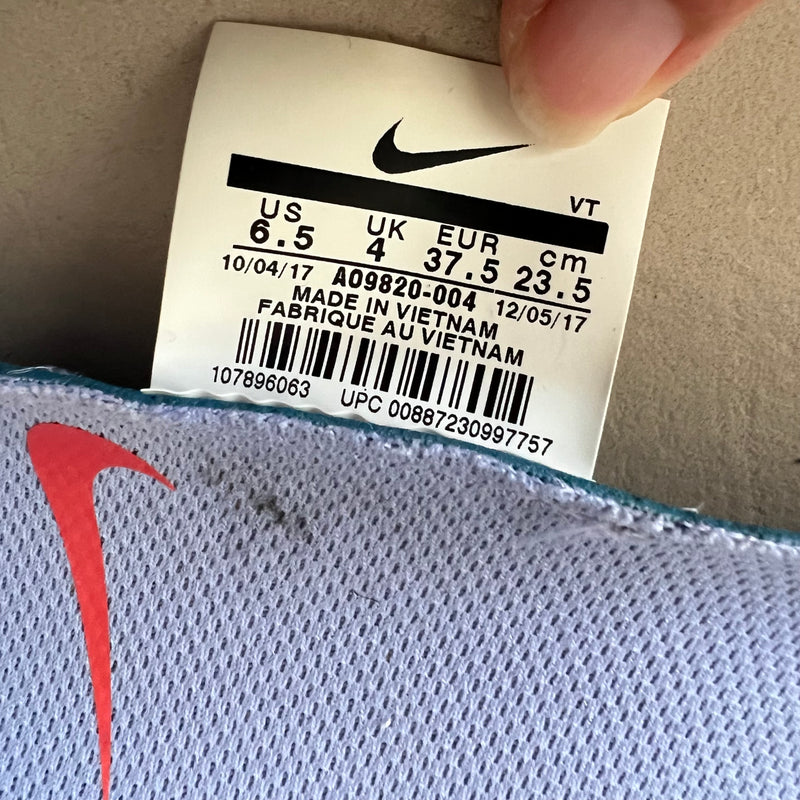 VT
US UK EUR cm
6.5 4 37.5 23.5
10/04/17 AO9820-004 12/05/17
MADE IN VIETNAM
FABRIQUE AU VIETNAM
107896063 UPC 00887230997757